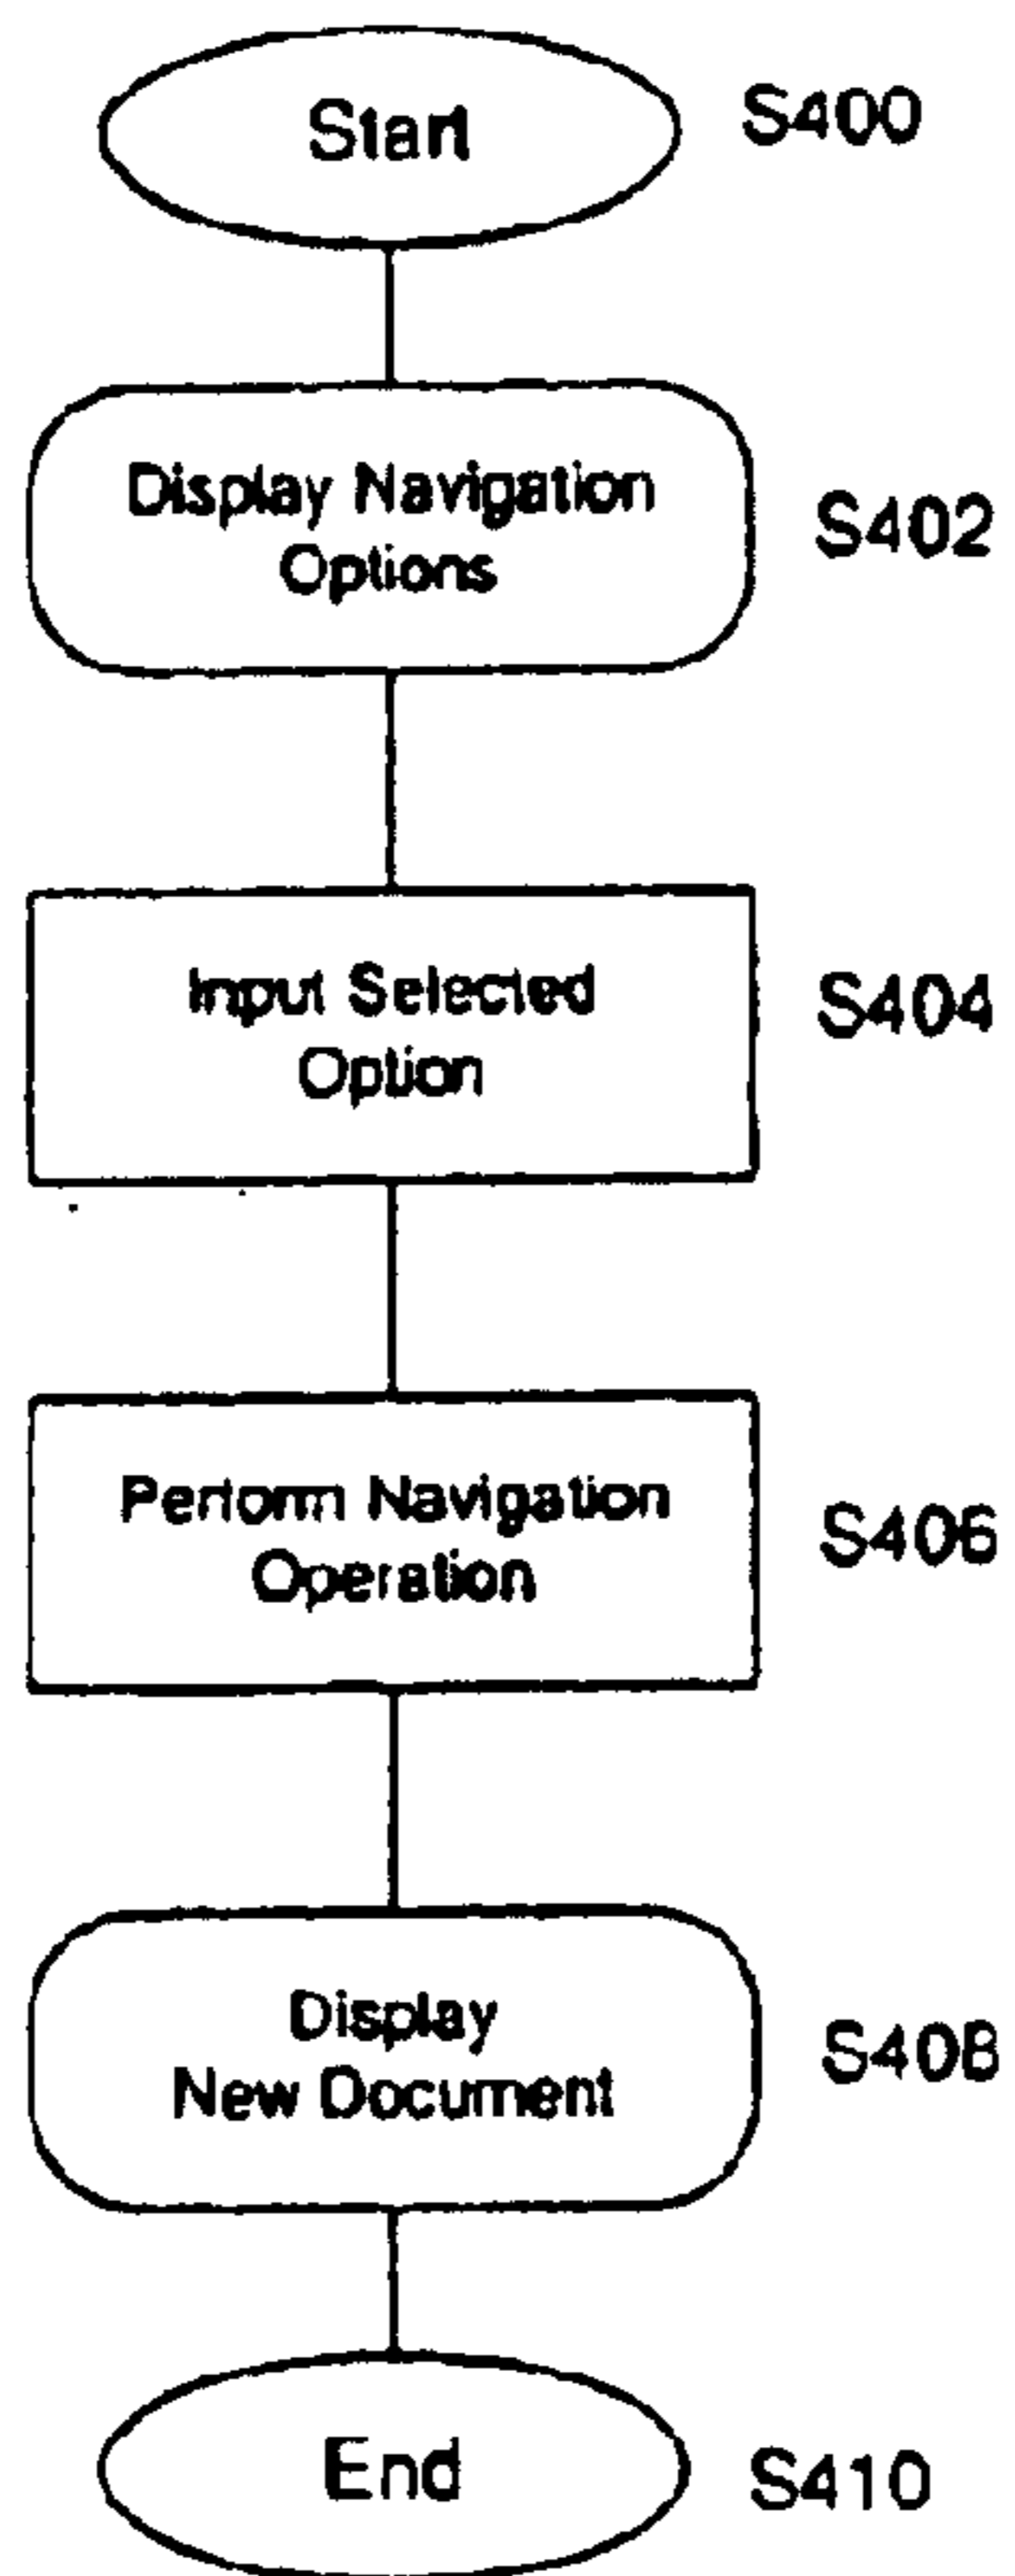 Start
S400
Display Navigation
Options
S402
Input Selected
Option
S404
Perform Navigation
Operation
S406
Display
New Document
S408
End
S410